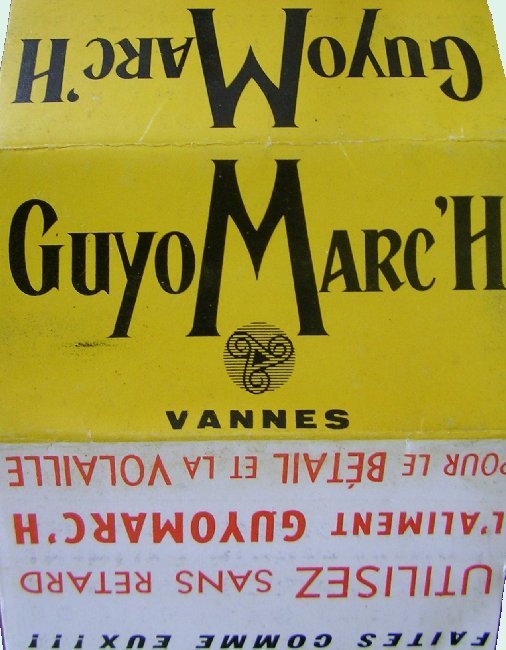 GUYOMARC'H
GUYOMARC'H
VANNES
FAITES COMME EUX!!!
UTILISEZ SANS RETARD
L'ALIMENT GUYOMARC'H
POUR LE BÉTAIL ET LA VOLAILLE